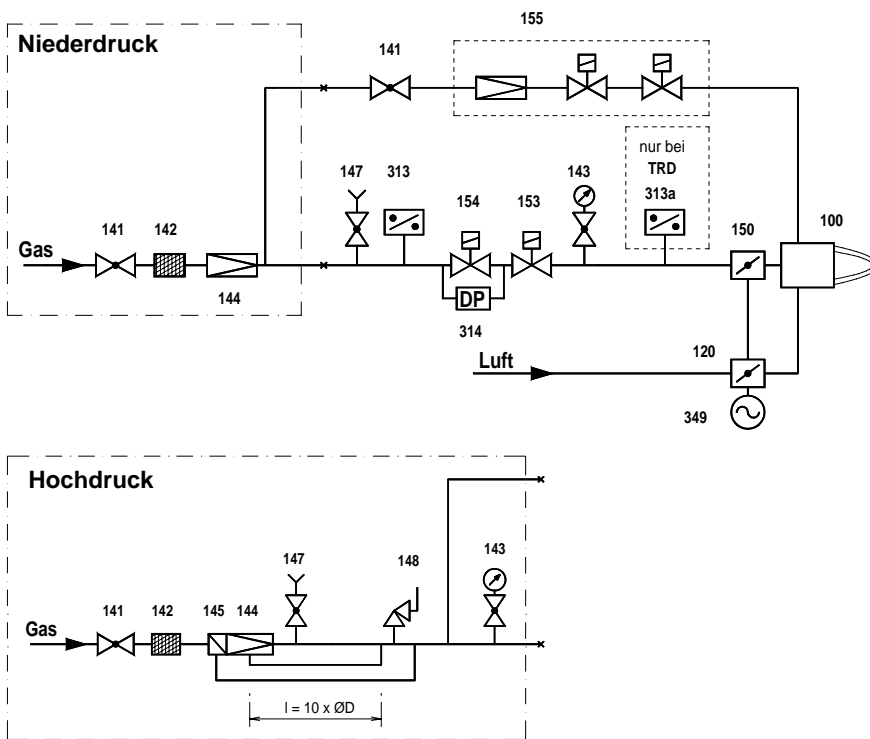 155
Niederdruck
141
nur bei
TRD
313a
147
313
154
153
143
150
100
141
142
Gas
144
DP
314
Luft
120
349
Hochdruck
147
148
143
141
142
145
144
Gas
l = 10 x ØD